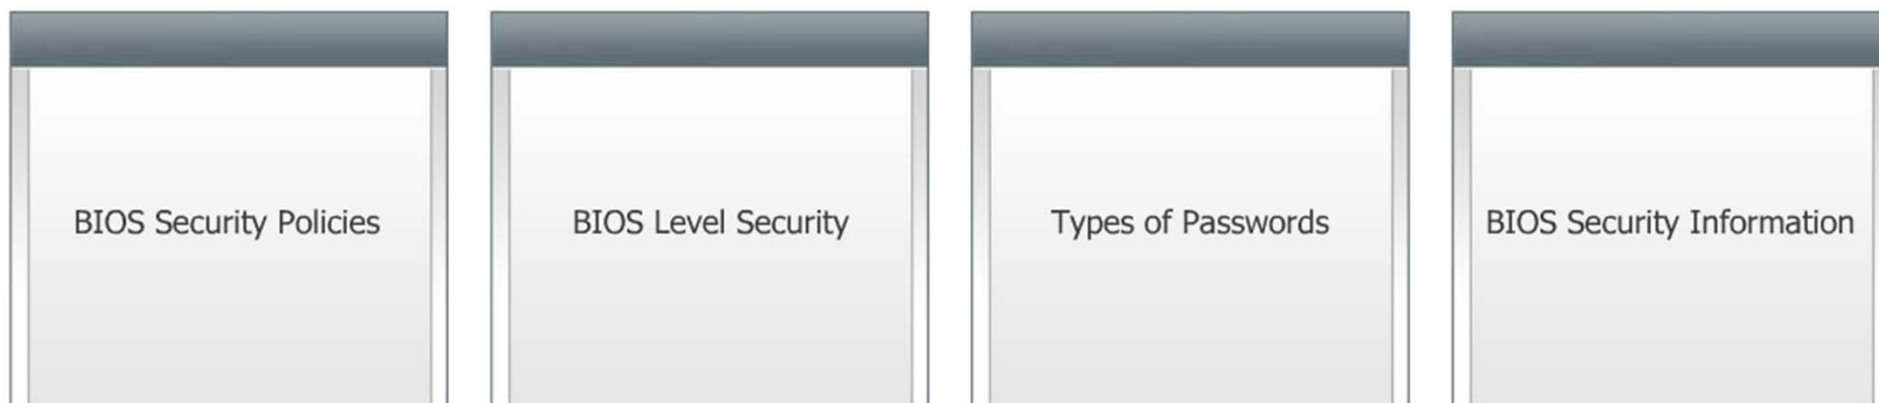 BIOS Security Policies
BIOS Level Security
Types of Passwords
BIOS Security Information